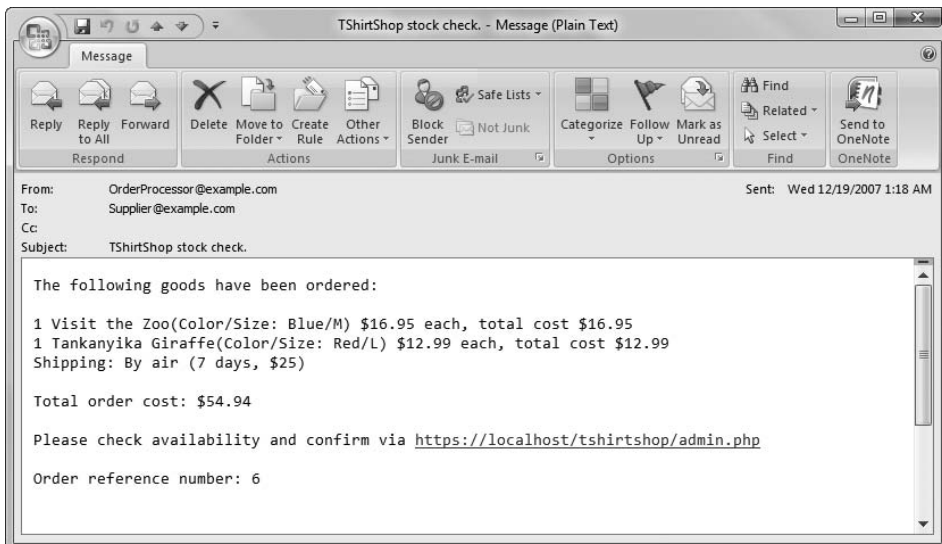 TShirtShop stock check. - Message (Plain Text)
Message
Reply
Reply to All
Forward
Respond
Delete
Move to Folder
Create Rule
Other Actions
Actions
Block Sender
Safe Lists
Not Junk
Junk E-mail
Categorize
Follow Up
Mark as Unread
Options
Find
Related
Select
Find
Send to OneNote
OneNote
From: OrderProcessor@example.com
Sent: Wed 12/19/2007 1:18 AM
To: Supplier@example.com
Cc:
Subject: TShirtShop stock check.
The following goods have been ordered:
1 Visit the Zoo(Color/Size: Blue/M) $16.95 each, total cost $16.95
1 Tankanyika Giraffe(Color/Size: Red/L) $12.99 each, total cost $12.99
Shipping: By air (7 days, $25)
Total order cost: $54.94
Please check availability and confirm via https://localhost/tshirtshop/admin.php
Order reference number: 6